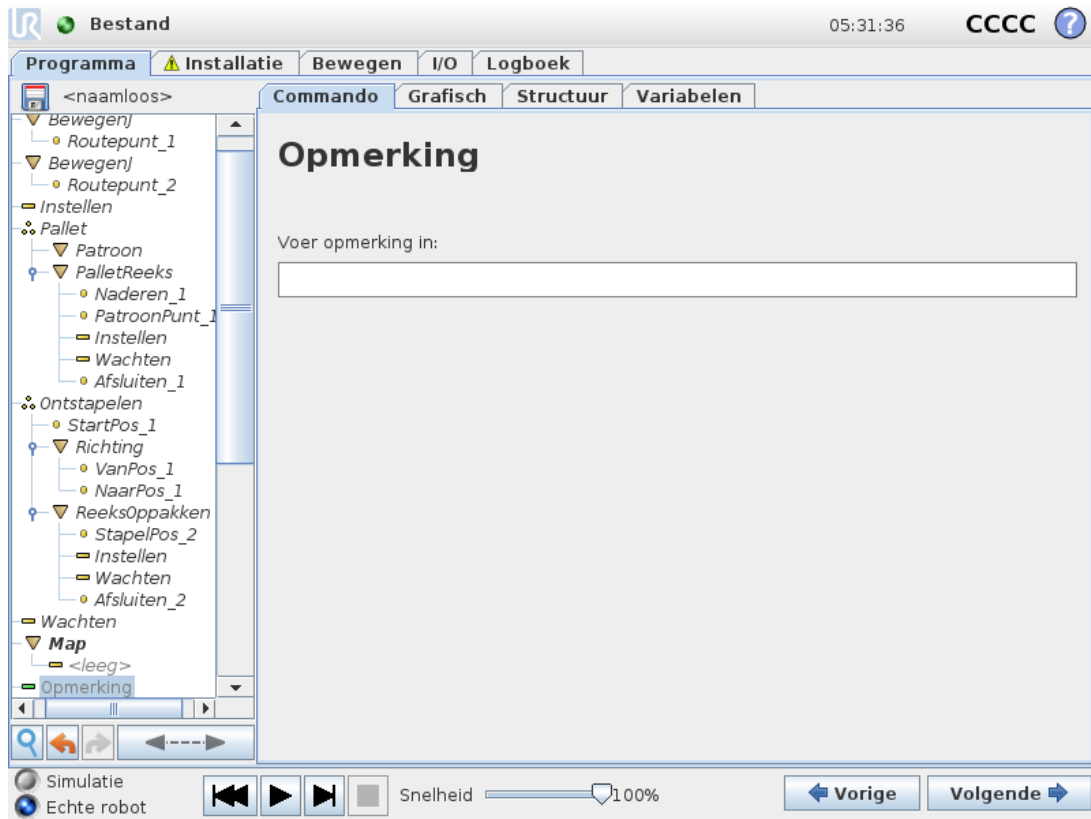 UR Bestand 05:31:36 CCCC ?
Programma Installatie Bewegen I/O Logboek
<naamloos> Commando Grafisch Structuur Variabelen
BewegenJ
Routepunt_1
BewegenJ
Routepunt_2
Instellen
Pallet
Patroon
PalletReeks
Naderen_1
PatroonPunt_1
Instellen
Wachten
Afsluiten_1
Ontstapelen
StartPos_1
Richting
VanPos_1
NaarPos_1
ReeksOppakken
StapelPos_2
Instellen
Wachten
Afsluiten_2
Wachten
Map
<leeg>
Opmerking
Opmerking
Voer opmerking in:
Simulatie
Echte robot
Snelheid 100%
Vorige Volgende